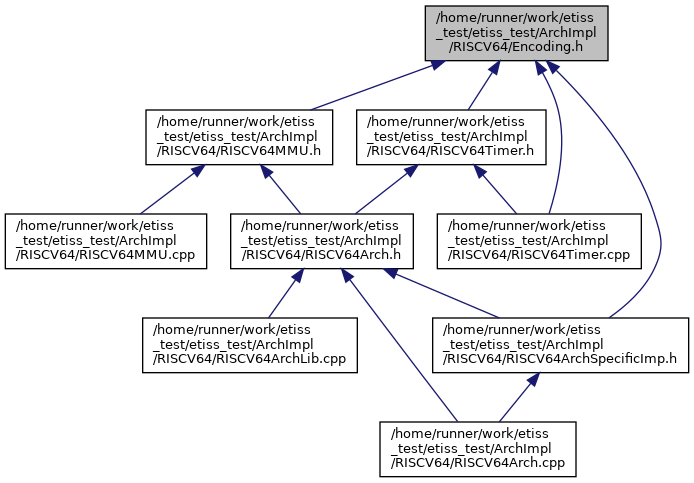 /home/runner/work/etiss
_test/etiss_test/ArchImpl
/RISCV64/Encoding.h
/home/runner/work/etiss
_test/etiss_test/ArchImpl
/RISCV64/RISCV64MMU.h
/home/runner/work/etiss
_test/etiss_test/ArchImpl
/RISCV64/RISCV64Timer.h
/home/runner/work/etiss
_test/etiss_test/ArchImpl
/RISCV64/RISCV64MMU.cpp
/home/runner/work/etiss
_test/etiss_test/ArchImpl
/RISCV64/RISCV64Arch.h
/home/runner/work/etiss
_test/etiss_test/ArchImpl
/RISCV64/RISCV64Timer.cpp
/home/runner/work/etiss
_test/etiss_test/ArchImpl
/RISCV64/RISCV64ArchLib.cpp
/home/runner/work/etiss
_test/etiss_test/ArchImpl
/RISCV64/RISCV64ArchSpecificImp.h
/home/runner/work/etiss
_test/etiss_test/ArchImpl
/RISCV64/RISCV64Arch.cpp